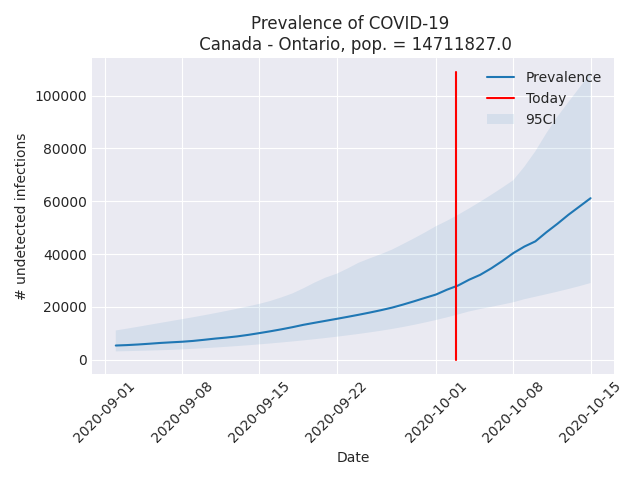 Prevalence of COVID-19
Canada - Ontario, pop. = 14711827.0
Prevalence
Today
95CI
# undetected infections
100000
80000
60000
40000
20000
0
2020-09-01
2020-09-08
2020-09-15
2020-09-22
2020-10-01
2020-10-08
2020-10-15
Date